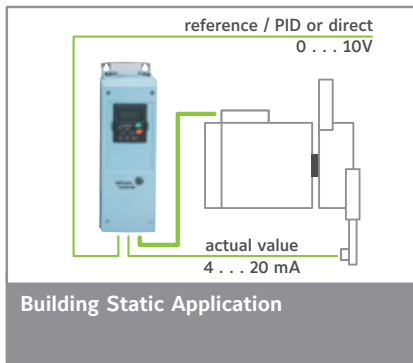 reference / PID or direct
0 . . . 10V
actual value
4 . . . 20 mA
Building Static Application